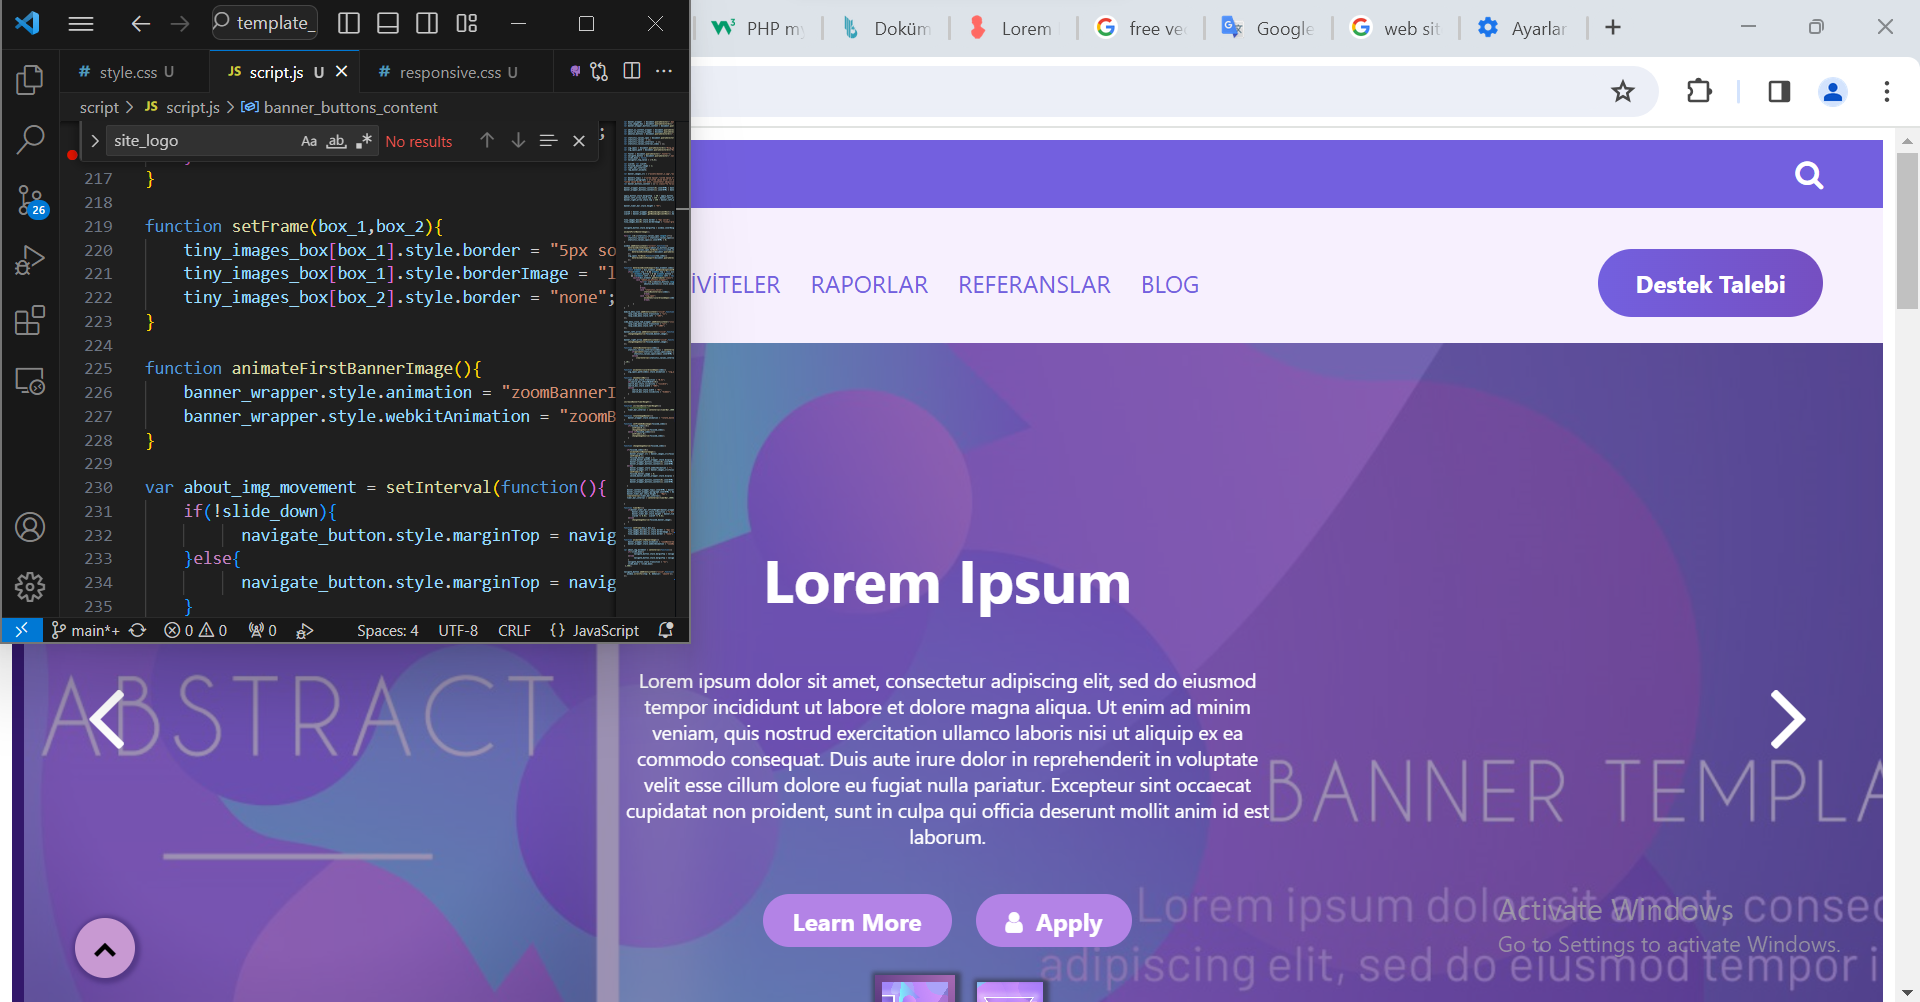 template_
PHP my
Doküm
Lorem
free vec
Google
web sit
Ayarlar
# style.css U
JS script.js U
# responsive.css U
script > JS script.js > banner_buttons_content
site_logo
Aa ab .* No results
;
217 }
218
219 function setFrame(box_1,box_2){
220 tiny_images_box[box_1].style.border = "5px so
221 tiny_images_box[box_1].style.borderImage = "l
222 tiny_images_box[box_2].style.border = "none";
223 }
224
225 function animateFirstBannerImage(){
226 banner_wrapper.style.animation = "zoomBannerI
227 banner_wrapper.style.webkitAnimation = "zoomB
228 }
229
230 var about_img_movement = setInterval(function(){
231 if(!slide_down){
232 navigate_button.style.marginTop = navig
233 }else{
234 navigate_button.style.marginTop = navig
235 }
26
main*+ 0 0 0 Spaces: 4 UTF-8 CRLF {} JavaScript
İVİTELER RAPORLAR REFERANSLAR BLOG
Destek Talebi
Lorem Ipsum
Lorem ipsum dolor sit amet, consectetur adipiscing elit, sed do eiusmod
tempor incididunt ut labore et dolore magna aliqua. Ut enim ad minim
veniam, quis nostrud exercitation ullamco laboris nisi ut aliquip ex ea
commodo consequat. Duis aute irure dolor in reprehenderit in voluptate
velit esse cillum dolore eu fugiat nulla pariatur. Excepteur sint occaecat
cupidatat non proident, sunt in culpa qui officia deserunt mollit anim id est
laborum.
ABSTRACT
BANNER TEMPLA
Learn More
Apply
Lorem ipsum dolor sit consec
adipiscing elit, sed do eiusmod tempor i
Activate Windows
Go to Settings to activate Windows.